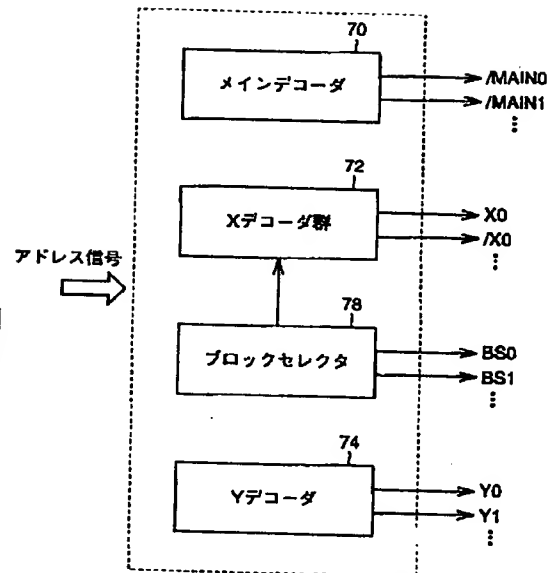 70
メインデコーダ
/MAIN0
/MAIN1
⋮
72
Xデコーダ群
X0
/X0
⋮
アドレス信号
78
ブロックセレクタ
BS0
BS1
⋮
74
Yデコーダ
Y0
Y1
⋮